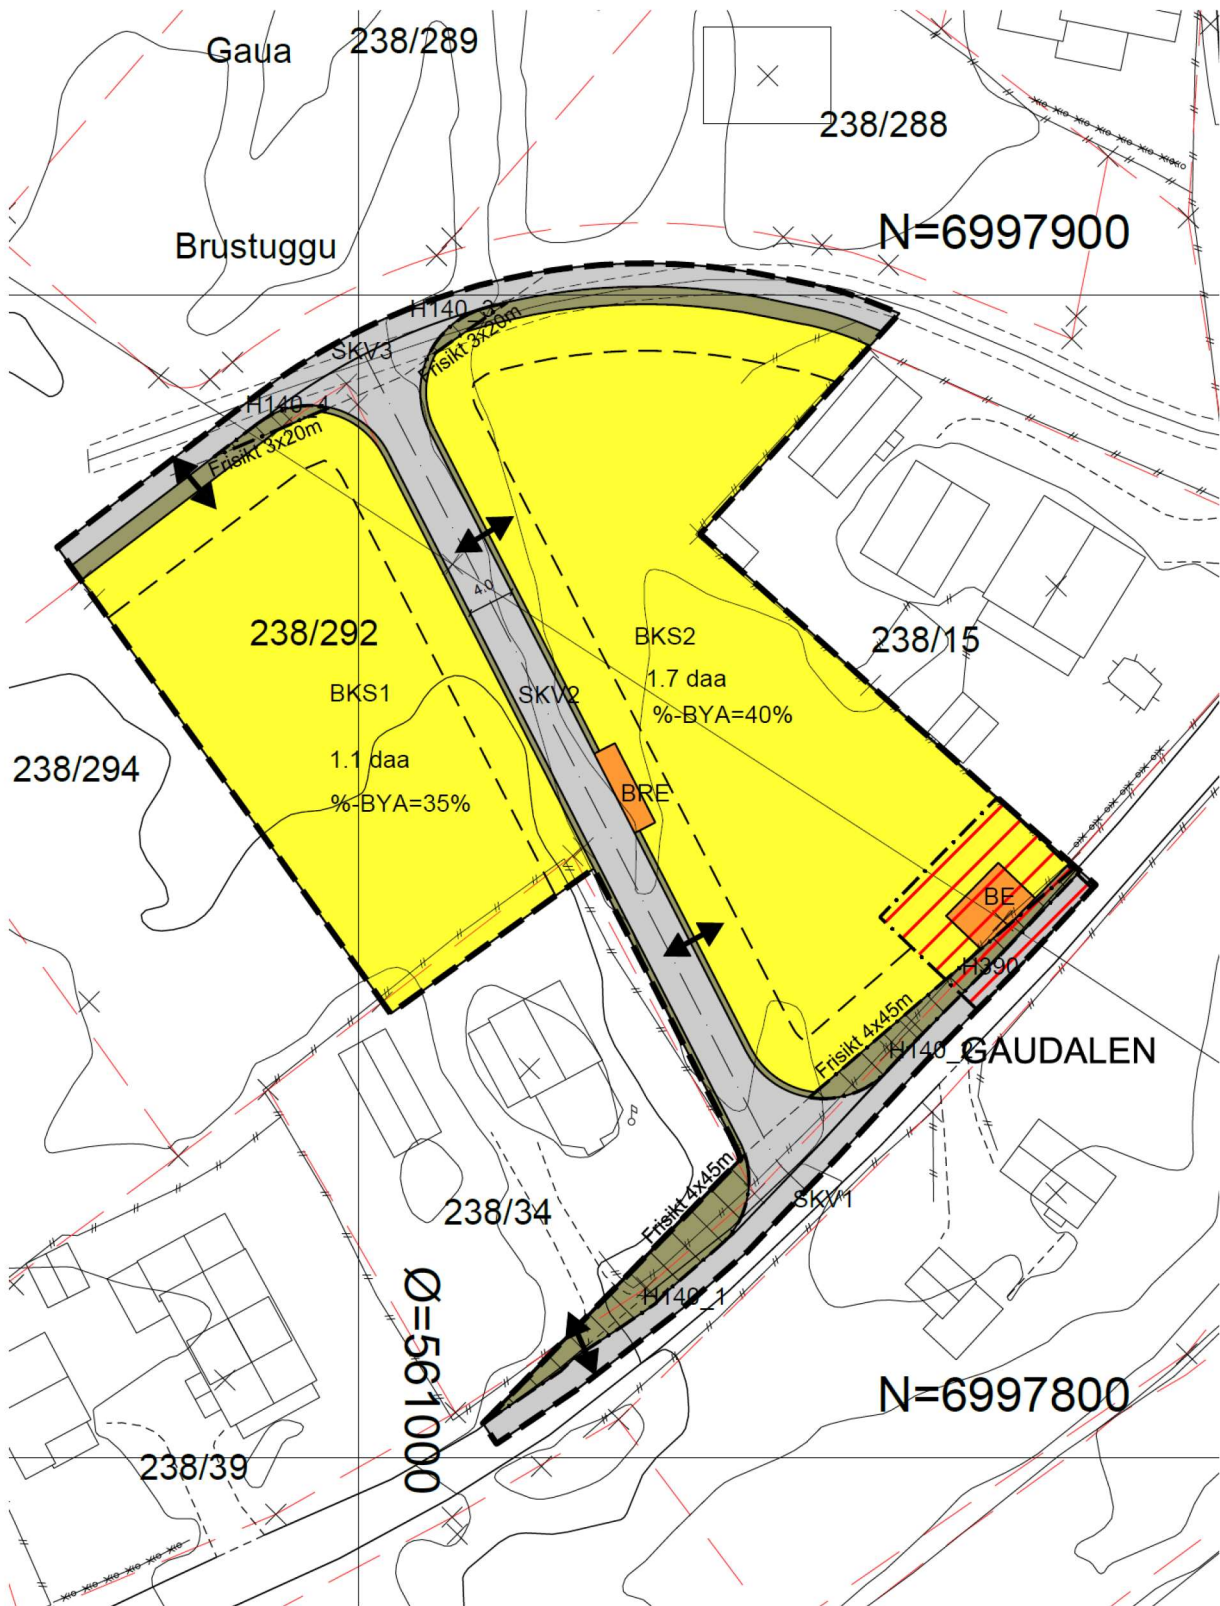 238/289
Gaua
238/288
N=6997900
Brustuggu
H140_3
Frisikt 3x20m
SKV3
H140_4
Frisikt 3x20m
4.0
238/292
BKS2
238/15
1.7 daa
BKS1
SKV2
%-BYA=40%
1.1 daa
238/294
BRE
%-BYA=35%
BE
H390
Frisikt 4x45m
H140_2
GAUDALEN
Frisikt 4x45m
SKV1
238/34
H140_1
Ø=561000
N=6997800
238/39